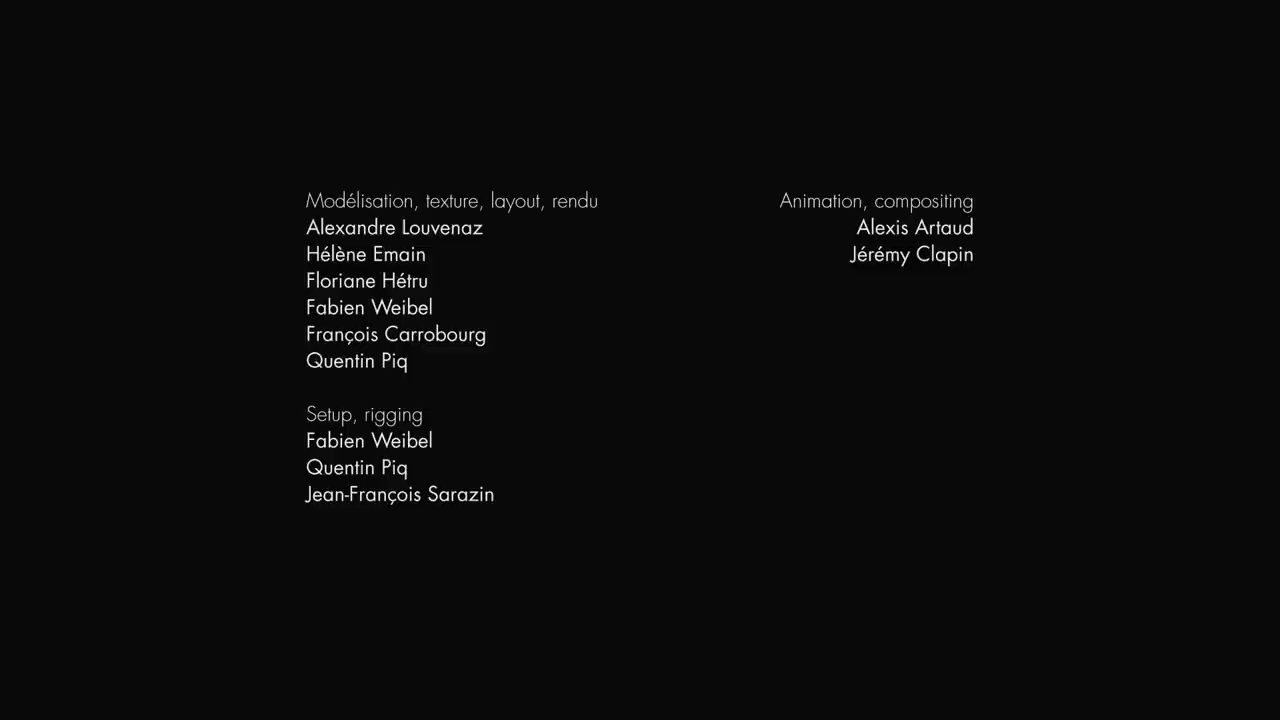 Modélisation, texture, layout, rendu
Alexandre Louvenaz
Hélène Emain
Floriane Hétru
Fabien Weibel
François Carrobourg
Quentin Piq
Setup, rigging
Fabien Weibel
Quentin Piq
Jean-François Sarazin
Animation, compositing
Alexis Artaud
Jérémy Clapin